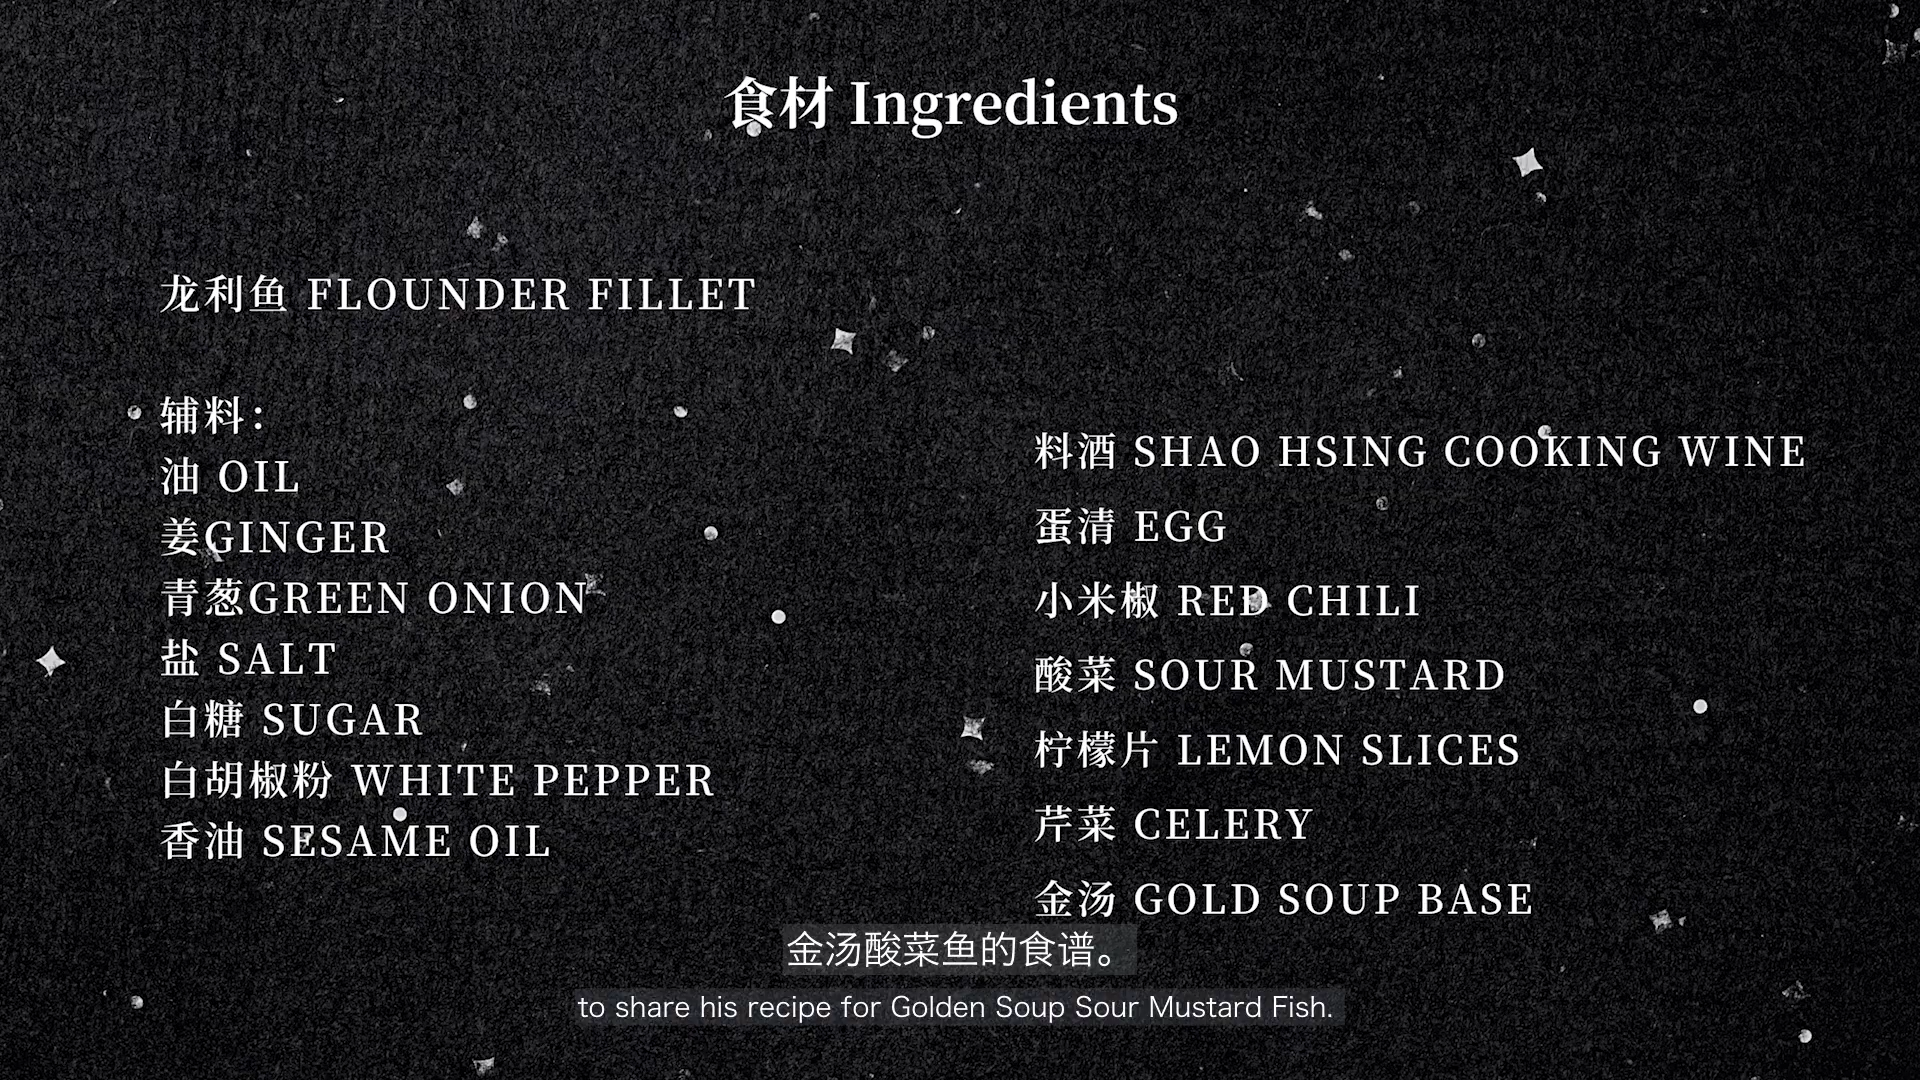 食材 Ingredients
龙利鱼 FLOUNDER FILLET
辅料：
油 OIL
姜GINGER
青葱GREEN ONION
盐 SALT
白糖 SUGAR
白胡椒粉 WHITE PEPPER
香油 SESAME OIL
料酒 SHAO HSING COOKING WINE
蛋清 EGG
小米椒 RED CHILI
酸菜 SOUR MUSTARD
柠檬片 LEMON SLICES
芹菜 CELERY
金汤 GOLD SOUP BASE
金汤酸菜鱼的食谱。
to share his recipe for Golden Soup Sour Mustard Fish.